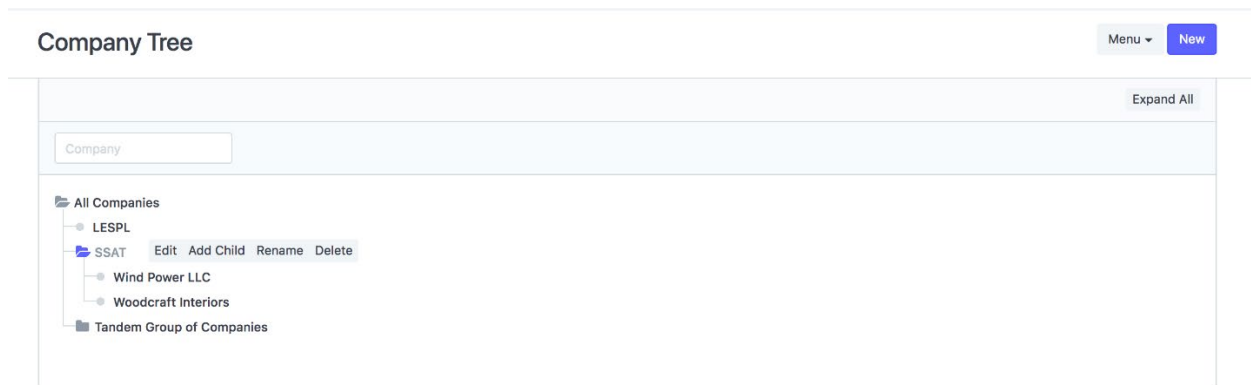 Company Tree
Menu New
Expand All
Company
All Companies
LESPL
SSAT Edit Add Child Rename Delete
Wind Power LLC
Woodcraft Interiors
Tandem Group of Companies